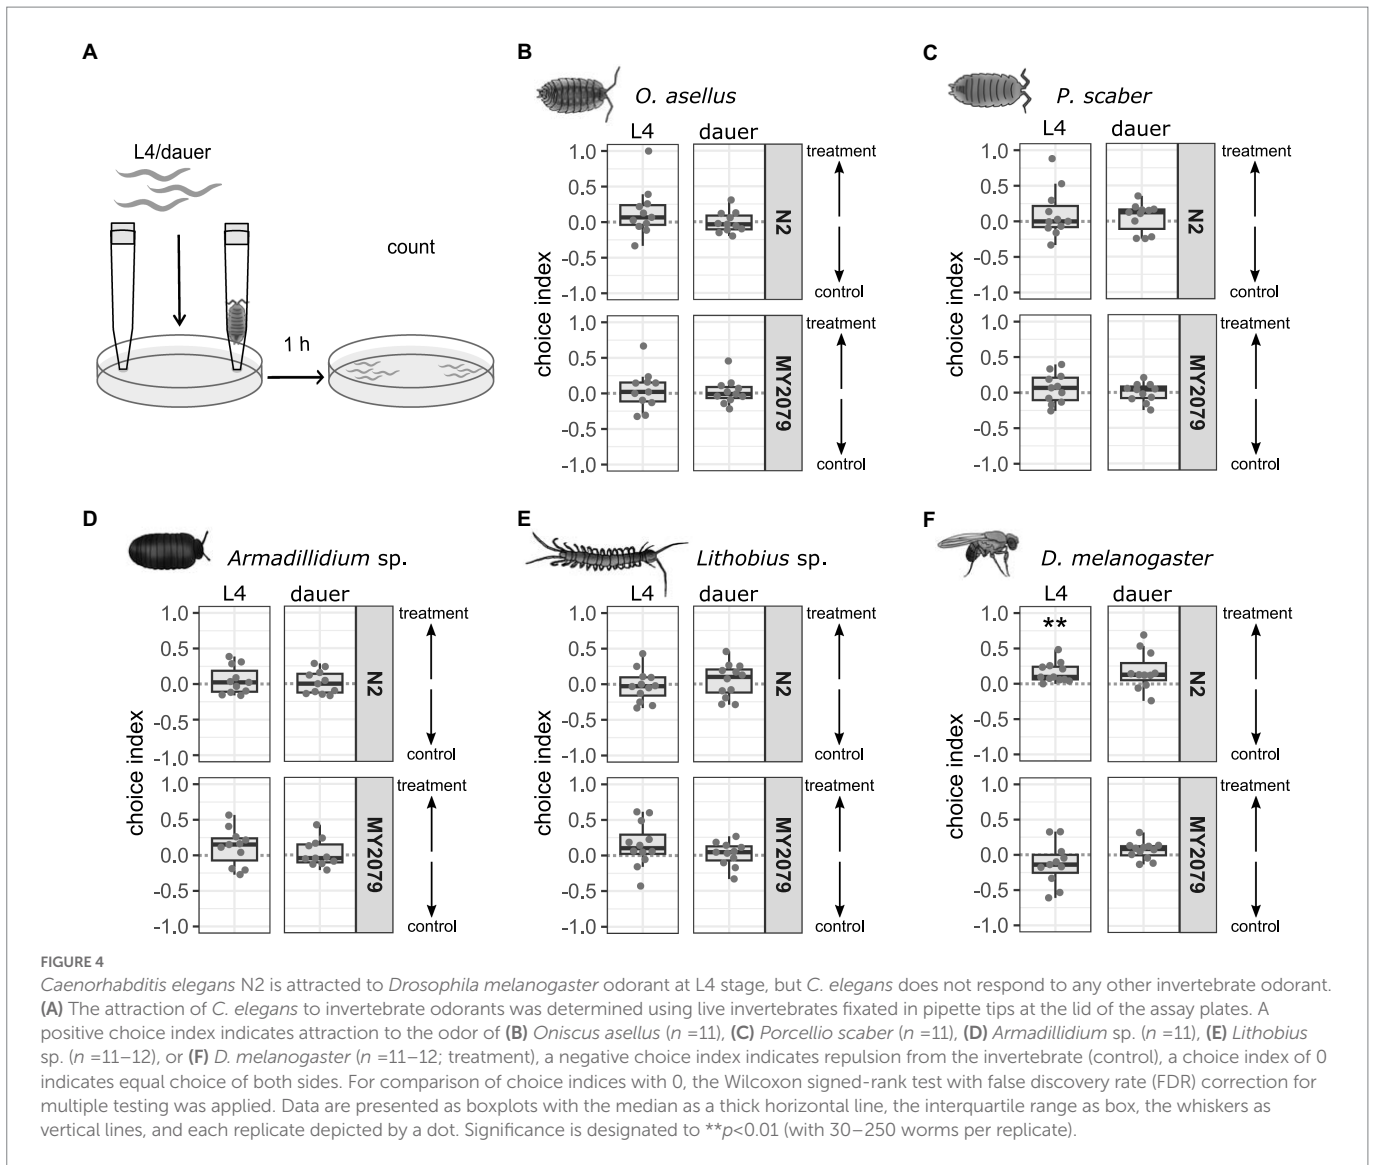 A
L4/dauer
count
1 h
B
O. asellus
L4 dauer
choice index
1.0
0.5
0.0
-0.5
-1.0
N2
treatment
control
1.0
0.5
0.0
-0.5
-1.0
MY2079
treatment
control
C
P. scaber
L4 dauer
choice index
1.0
0.5
0.0
-0.5
-1.0
N2
treatment
control
1.0
0.5
0.0
-0.5
-1.0
MY2079
treatment
control
D
Armadillidium sp.
L4 dauer
choice index
1.0
0.5
0.0
-0.5
-1.0
N2
treatment
control
1.0
0.5
0.0
-0.5
-1.0
MY2079
treatment
control
E
Lithobius sp.
L4 dauer
choice index
1.0
0.5
0.0
-0.5
-1.0
N2
treatment
control
1.0
0.5
0.0
-0.5
-1.0
MY2079
treatment
control
F
D. melanogaster
L4 dauer
choice index
1.0
0.5
0.0
-0.5
-1.0
**
N2
treatment
control
1.0
0.5
0.0
-0.5
-1.0
MY2079
treatment
control
FIGURE 4
Caenorhabditis elegans N2 is attracted to Drosophila melanogaster odorant at L4 stage, but C. elegans does not respond to any other invertebrate odorant.
(A) The attraction of C. elegans to invertebrate odorants was determined using live invertebrates fixated in pipette tips at the lid of the assay plates. A
positive choice index indicates attraction to the odor of (B) Oniscus asellus (n =11), (C) Porcellio scaber (n =11), (D) Armadillidium sp. (n =11), (E) Lithobius
sp. (n =11–12), or (F) D. melanogaster (n =11–12; treatment), a negative choice index indicates repulsion from the invertebrate (control), a choice index of 0
indicates equal choice of both sides. For comparison of choice indices with 0, the Wilcoxon signed-rank test with false discovery rate (FDR) correction for
multiple testing was applied. Data are presented as boxplots with the median as a thick horizontal line, the interquartile range as box, the whiskers as
vertical lines, and each replicate depicted by a dot. Significance is designated to **p<0.01 (with 30–250 worms per replicate).